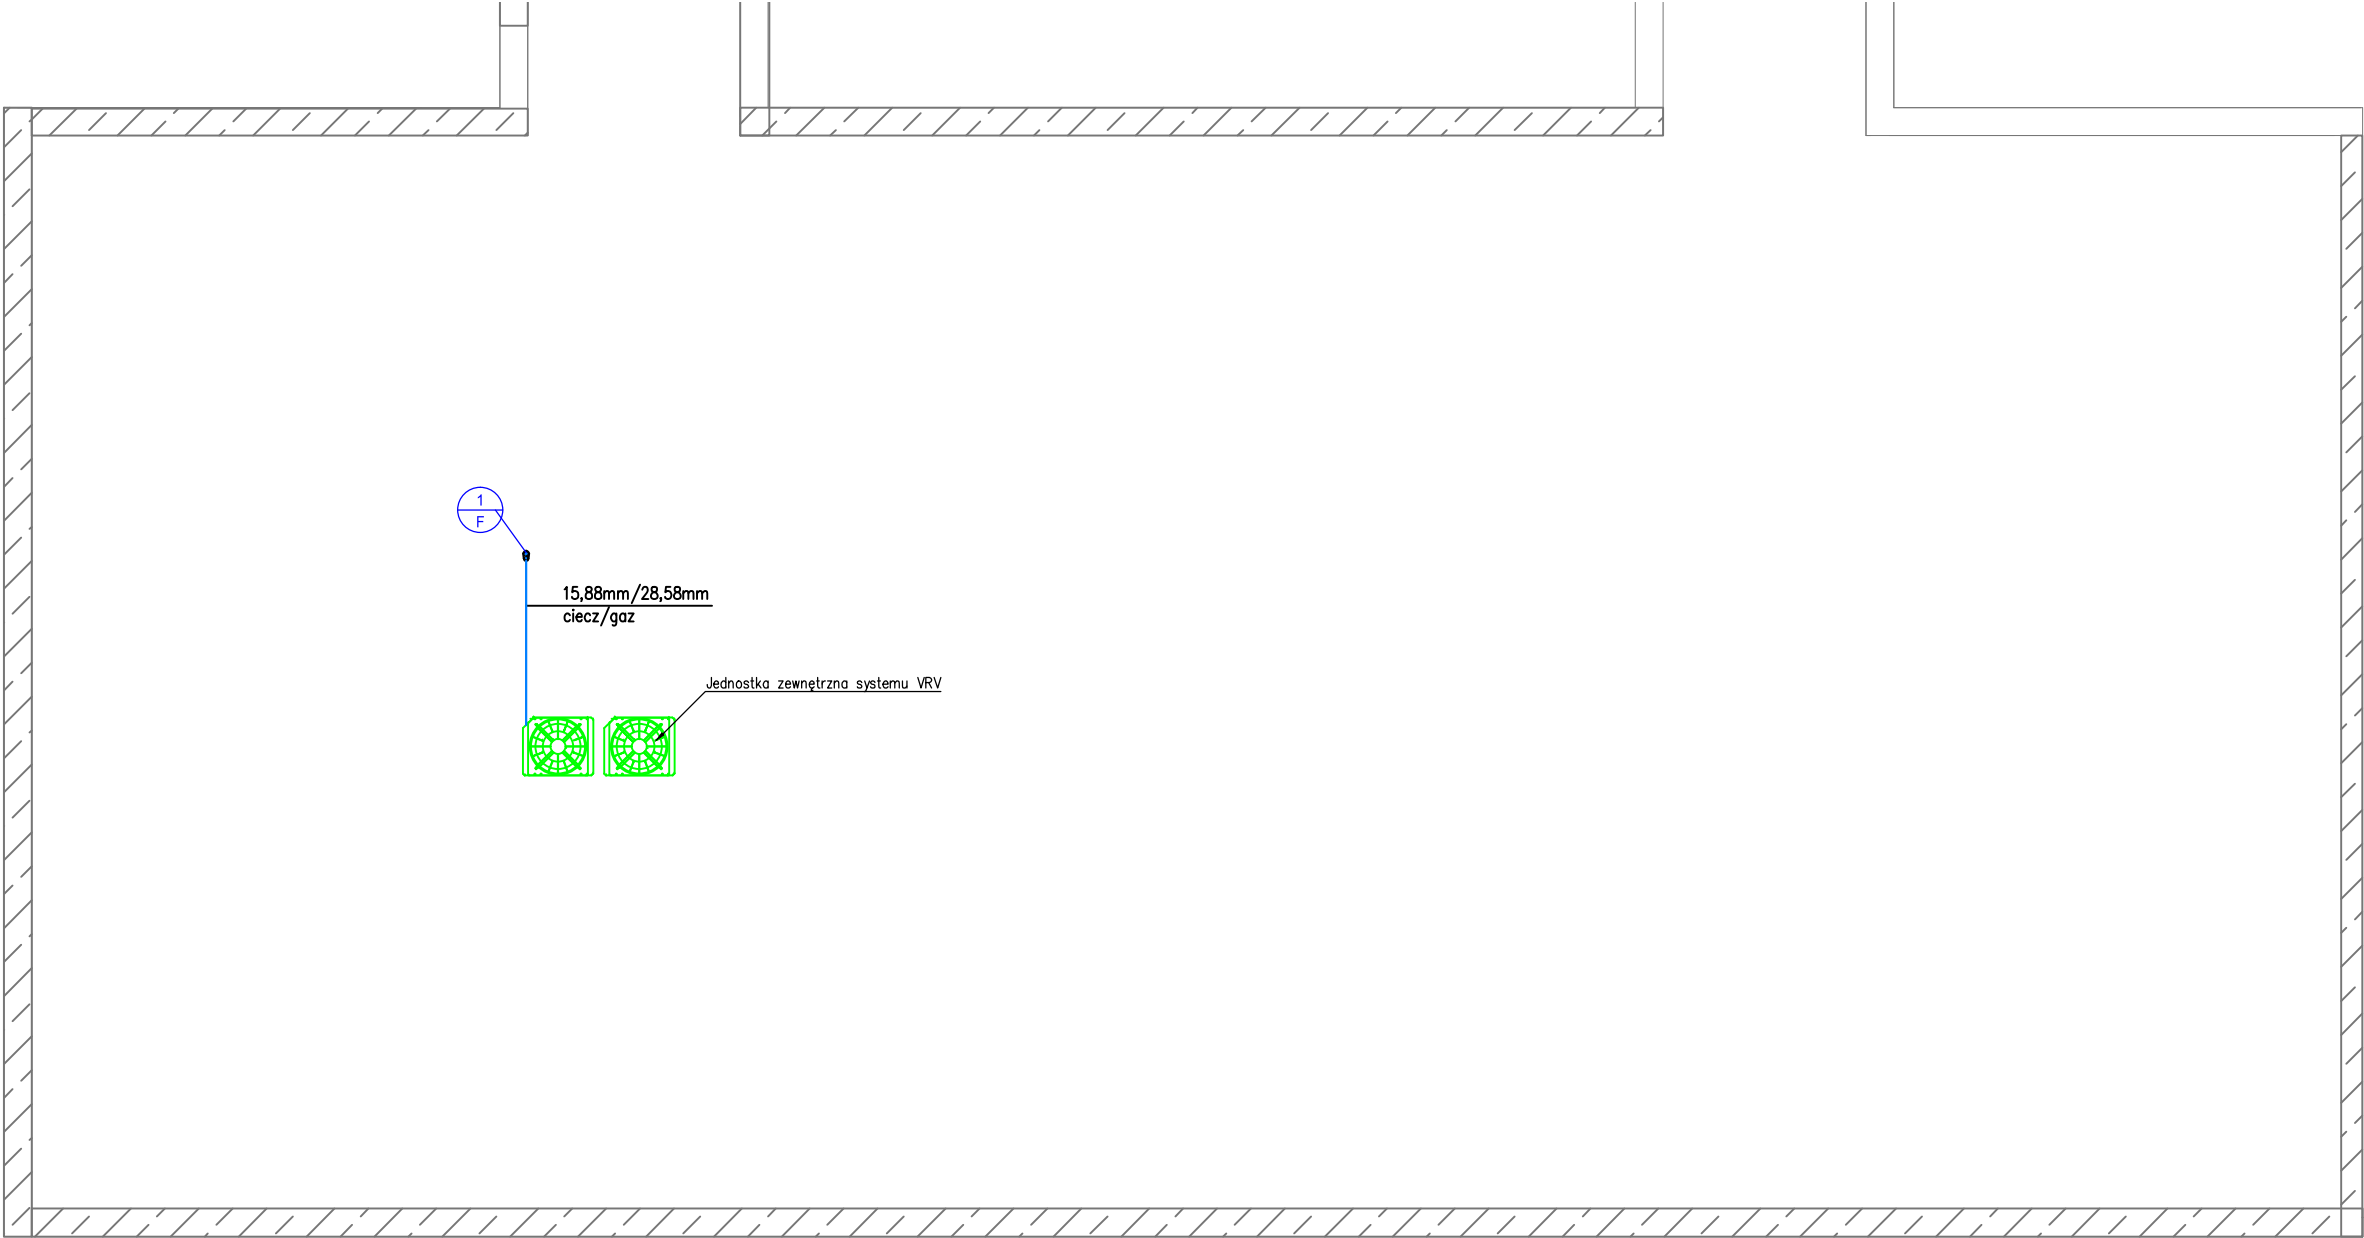 1
F
15,88mm/28,58mm
ciecz/gaz
Jednostka zewnętrzna systemu VRV